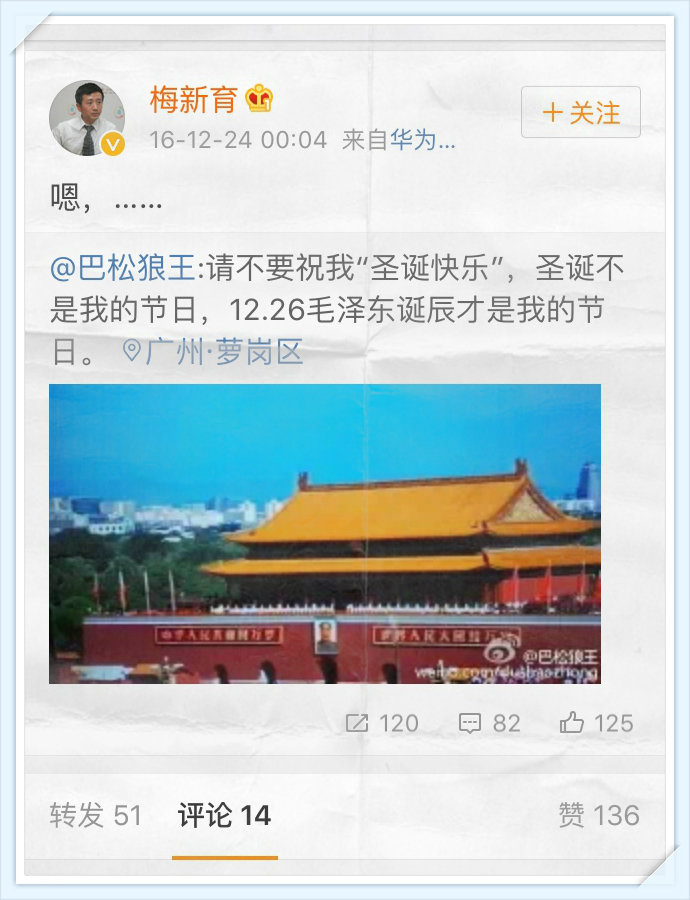 梅新育
16-12-24 00:04 来自华为...
V
+关注
嗯，……
@巴松狼王:请不要祝我“圣诞快乐”，圣诞不
是我的节日，12.26毛泽东诞辰才是我的节
日。 广州·萝岗区
中华人民共和国万岁
世界人民大团结万岁
@巴松狼王
weibo.com/dushaozhong
120 82 125
转发 51 评论 14 赞 136